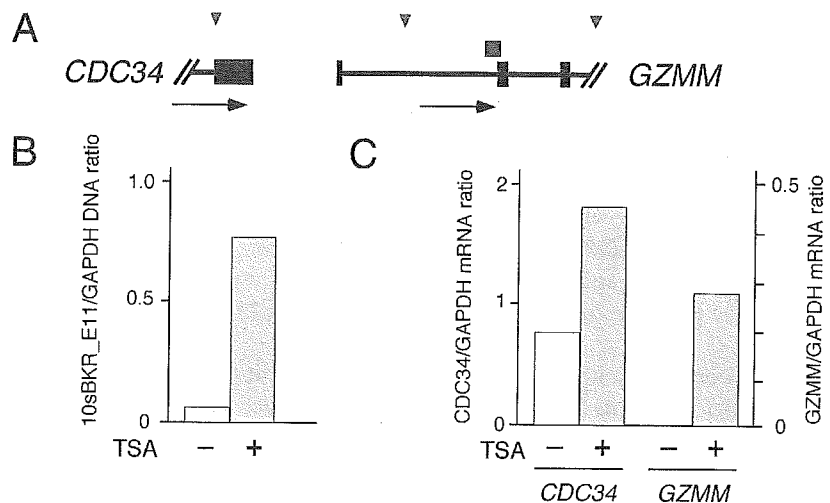 A
CDC34
GZMM
B
10sBKR_E11/GAPDH DNA ratio
1.0
0.5
0
TSA − +
C
CDC34/GAPDH mRNA ratio
2
1
0
GZMM/GAPDH mRNA ratio
0.5
0
TSA − + − +
CDC34 GZMM